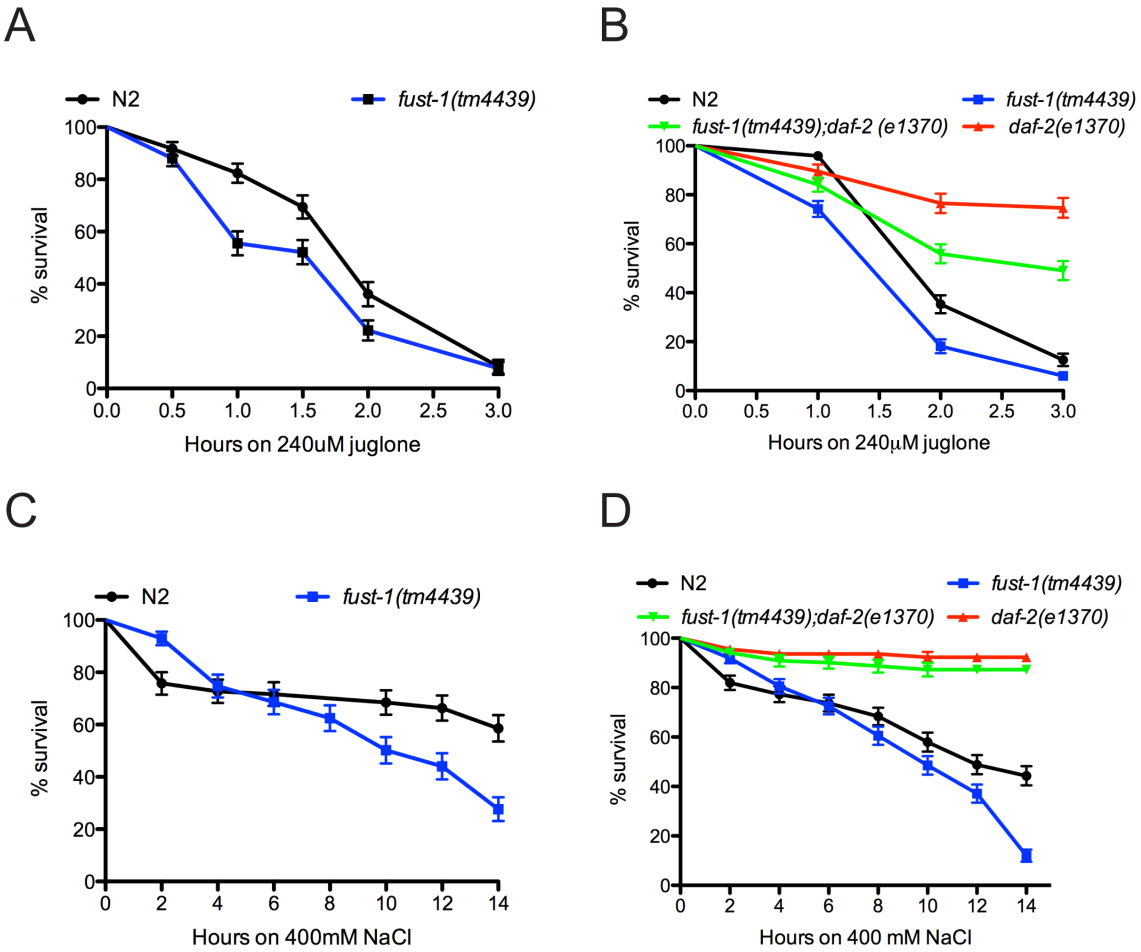 A
N2 fust-1(tm4439)
100
80
60
40
20
0
% survival
0.0 0.5 1.0 1.5 2.0 2.5 3.0
Hours on 240uM juglone
B
N2 fust-1(tm4439)
fust-1(tm4439);daf-2 (e1370) daf-2(e1370)
100
80
60
40
20
0
% survival
0.0 0.5 1.0 1.5 2.0 2.5 3.0
Hours on 240μM juglone
C
N2 fust-1(tm4439)
100
80
60
40
20
0
% survival
0 2 4 6 8 10 12 14
Hours on 400mM NaCl
D
N2 fust-1(tm4439)
fust-1(tm4439);daf-2(e1370) daf-2(e1370)
100
80
60
40
20
0
% survival
0 2 4 6 8 10 12 14
Hours on 400 mM NaCl